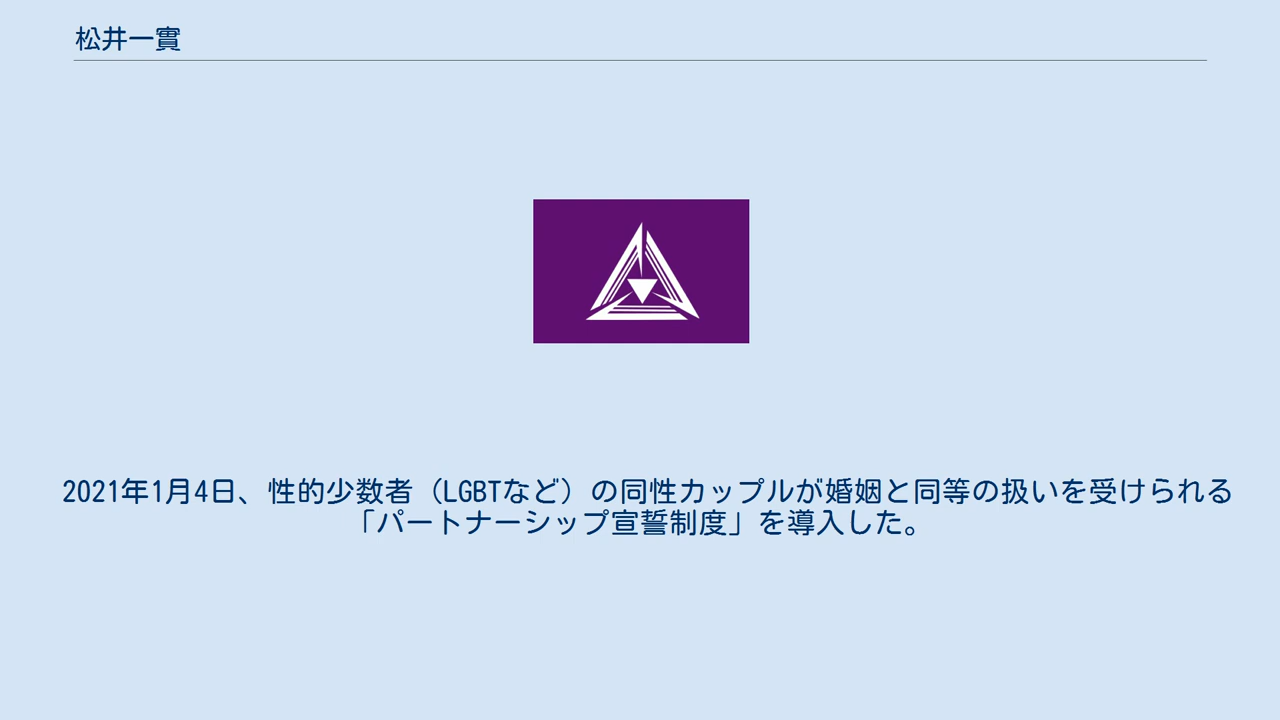 松井一實
2021年1月4日、性的少数者（LGBTなど）の同性カップルが婚姻と同等の扱いを受けられる
「パートナーシップ宣誓制度」を導入した。